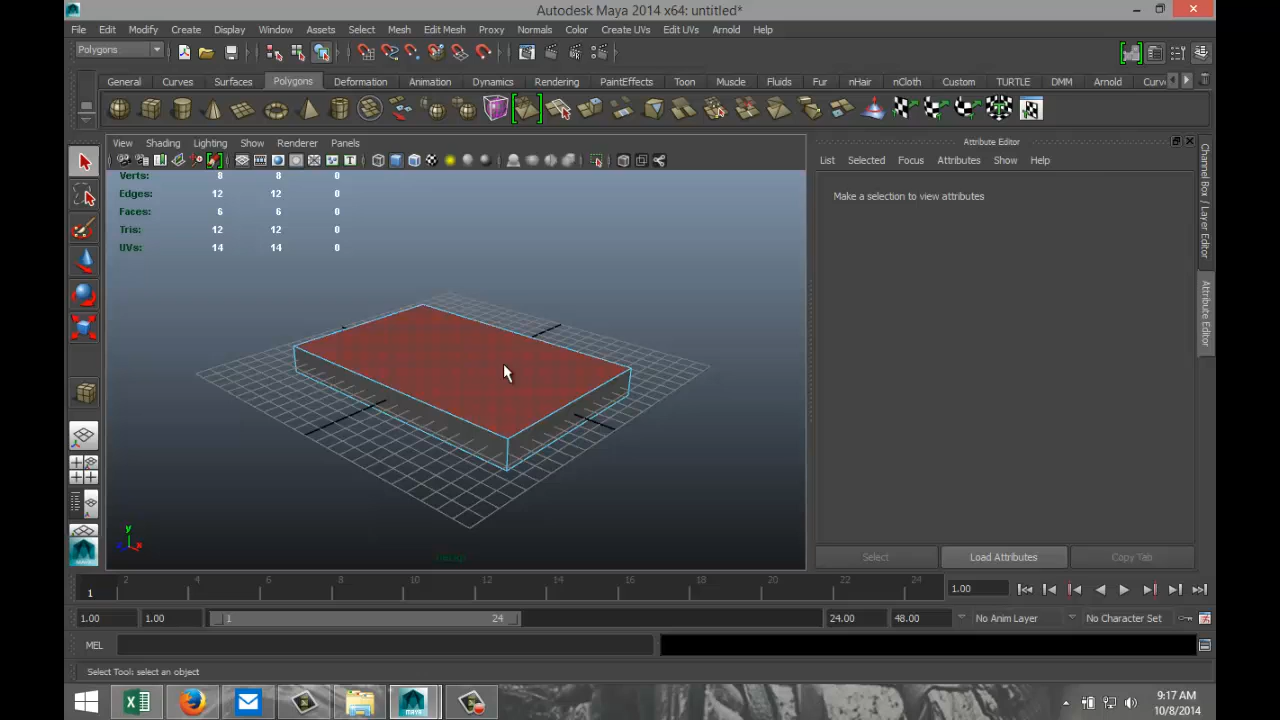 Autodesk Maya 2014 x64: untitled*
File Edit Modify Create Display Window Assets Select Mesh Edit Mesh Proxy Normals Color Create UVs Edit UVs Arnold Help
Polygons
General Curves Surfaces Polygons Deformation Animation Dynamics Rendering PaintEffects Toon Muscle Fluids Fur nHair nCloth Custom TURTLE DMM Arnold Curv
View Shading Lighting Show Renderer Panels
Attribute Editor
List Selected Focus Attributes Show Help
Make a selection to view attributes
Verts: 8 8 0
Edges: 12 12 0
Faces: 6 6 0
Tris: 12 12 0
UVs: 14 14 0
Channel Box / Layer Editor
Attribute Editor
y
x
persp
Select Load Attributes Copy Tab
2 4 6 8 10 12 14 16 18 20 22 24
1
1.00
1.00 1.00 1 24 24.00 48.00 No Anim Layer No Character Set
MEL
Select Tool: select an object
9:17 AM
10/8/2014